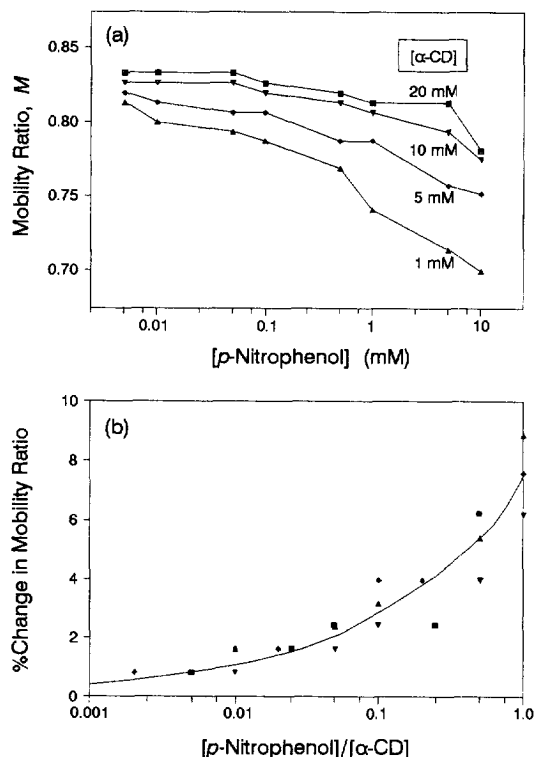 (a)
[α-CD]
20 mM
10 mM
5 mM
1 mM
0.85
0.80
0.75
0.70
Mobility Ratio, M
0.01
0.1
1
10
[p-Nitrophenol] (mM)
(b)
10
8
6
4
2
0
%Change in Mobility Ratio
0.001
0.01
0.1
1.0
[p-Nitrophenol]/[α-CD]